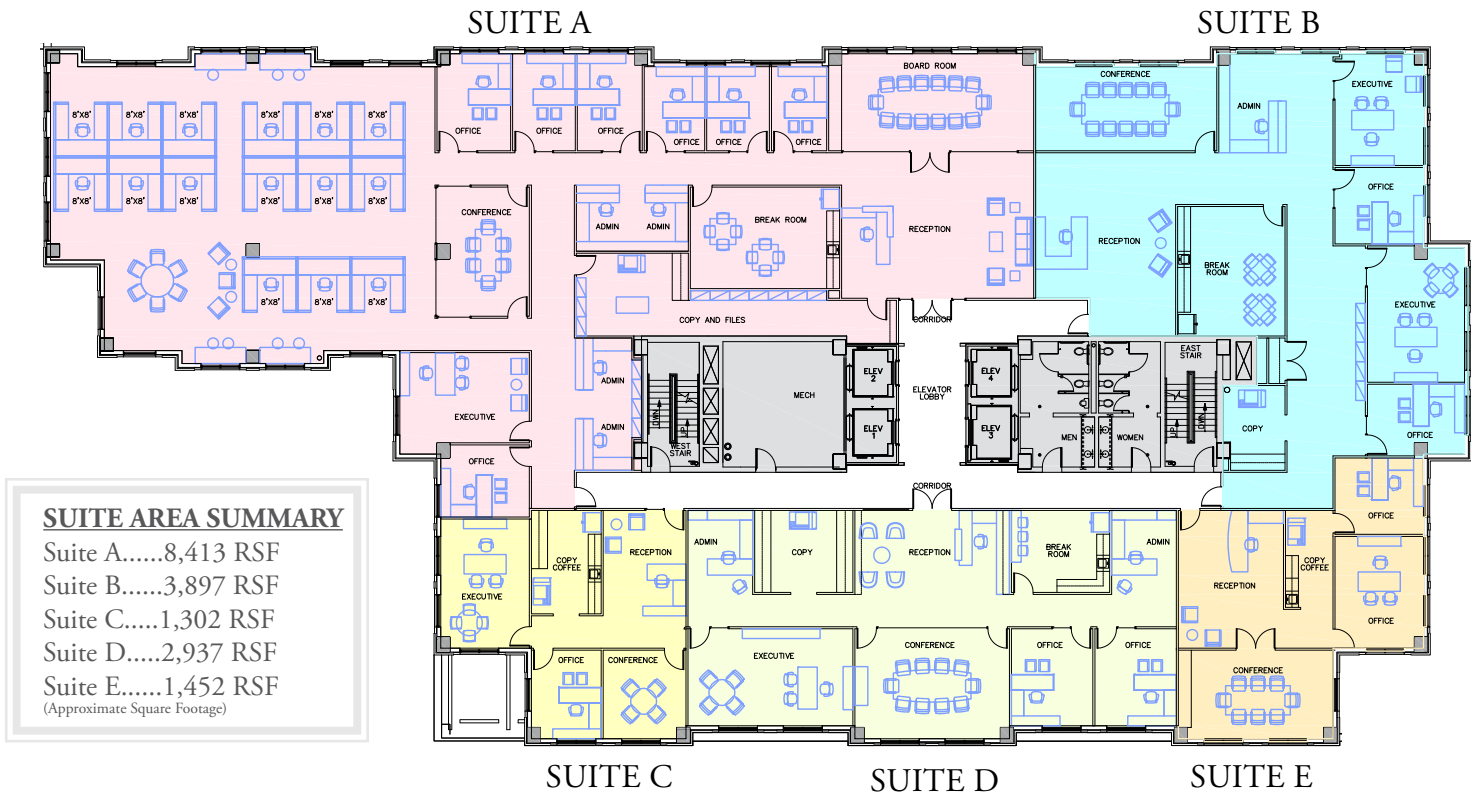 SUITE A
SUITE B
BOARD ROOM
CONFERENCE
EXECUTIVE
ADMIN
8'X8' 8'X8' 8'X8' 8'X8' 8'X8' 8'X8'
OFFICE OFFICE OFFICE OFFICE OFFICE OFFICE
8'X8' 8'X8' 8'X8' 8'X8' 8'X8' 8'X8'
OFFICE
CONFERENCE
ADMIN ADMIN
BREAK ROOM
RECEPTION
RECEPTION
BREAK
ROOM
8'X8' 8'X8' 8'X8'
EXECUTIVE
COPY AND FILES
CORRIDOR
EAST
STAIR
ELEV
2
ELEV
4
ADMIN
MECH
ELEVATOR
LOBBY
EXECUTIVE
DWN
UP
UP
DWN
ADMIN
ELEV
1
ELEV
3
MEN
WOMEN
COPY
OFFICE
WEST
STAIR
OFFICE
CORRIDOR
SUITE AREA SUMMARY
Suite A......8,413 RSF
Suite B......3,897 RSF
Suite C.....1,302 RSF
Suite D.....2,937 RSF
Suite E......1,452 RSF
(Approximate Square Footage)
EXECUTIVE
COPY
COFFEE
RECEPTION
OFFICE
CONFERENCE
ADMIN
COPY
RECEPTION
BREAK
ROOM
ADMIN
EXECUTIVE
CONFERENCE
OFFICE
OFFICE
RECEPTION
COPY
COFFEE
OFFICE
OFFICE
CONFERENCE
SUITE C
SUITE D
SUITE E